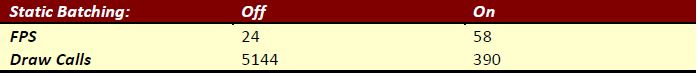 Static Batching: Off On
FPS 24 58
Draw Calls 5144 390